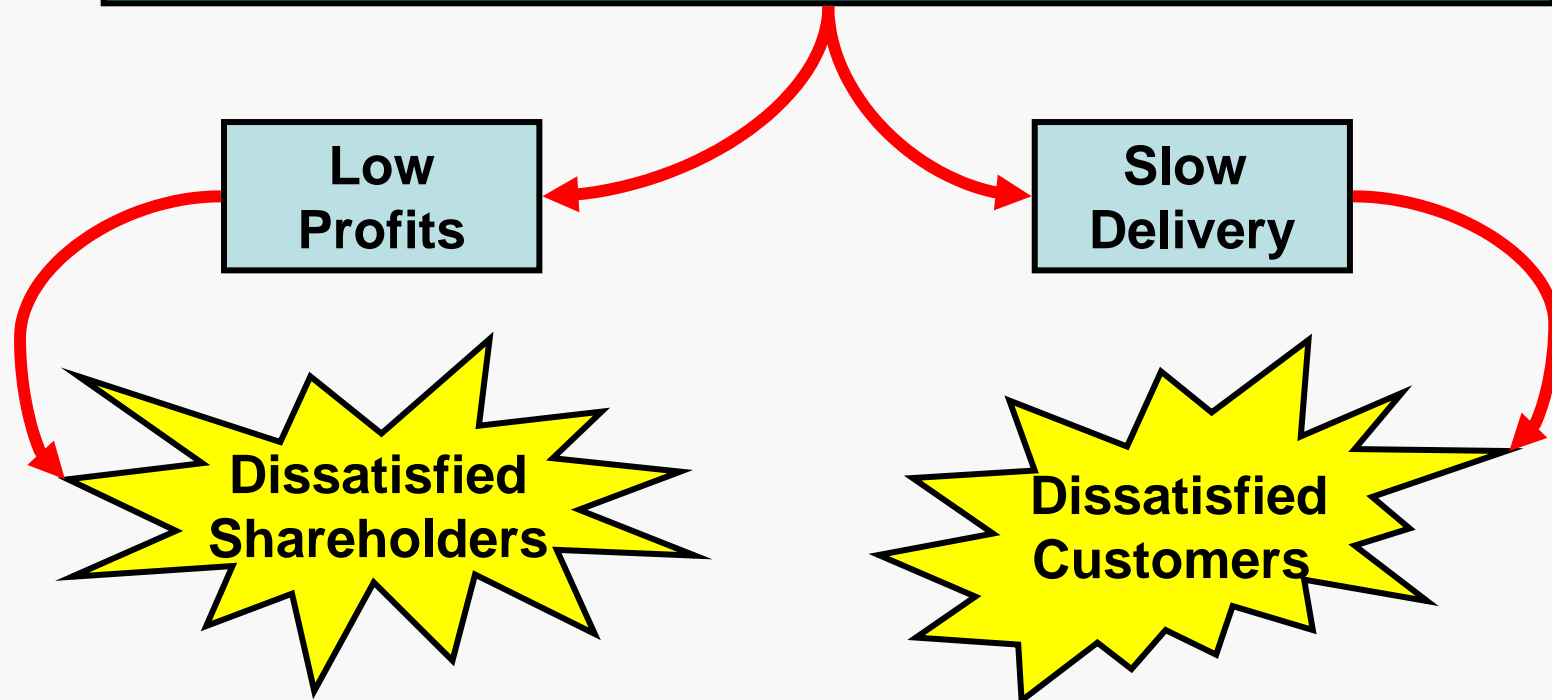 Low
Profits
Slow
Delivery
Dissatisfied
Shareholders
Dissatisfied
Customers